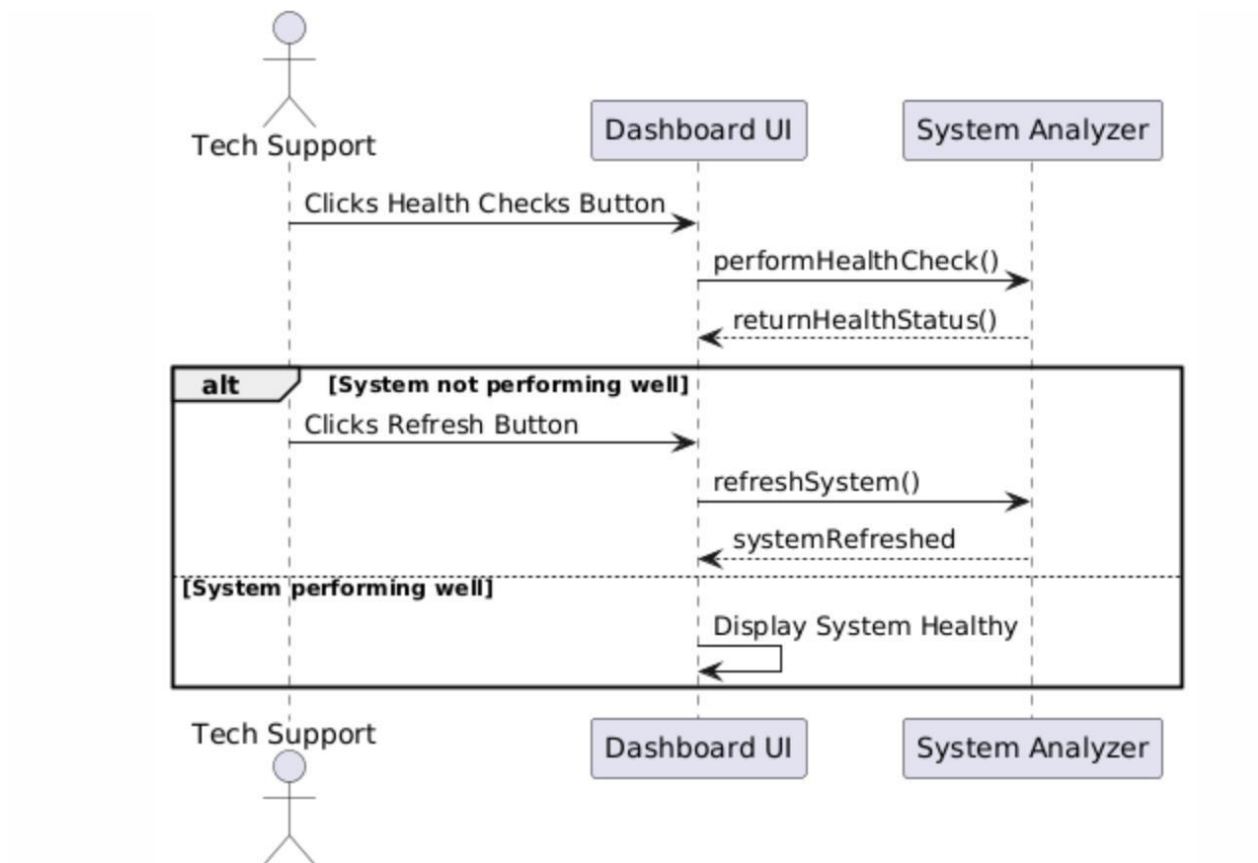 Tech Support
Dashboard UI
System Analyzer
Clicks Health Checks Button
performHealthCheck()
returnHealthStatus()
alt
[System not performing well]
Clicks Refresh Button
refreshSystem()
systemRefreshed
[System performing well]
Display System Healthy
Tech Support
Dashboard UI
System Analyzer